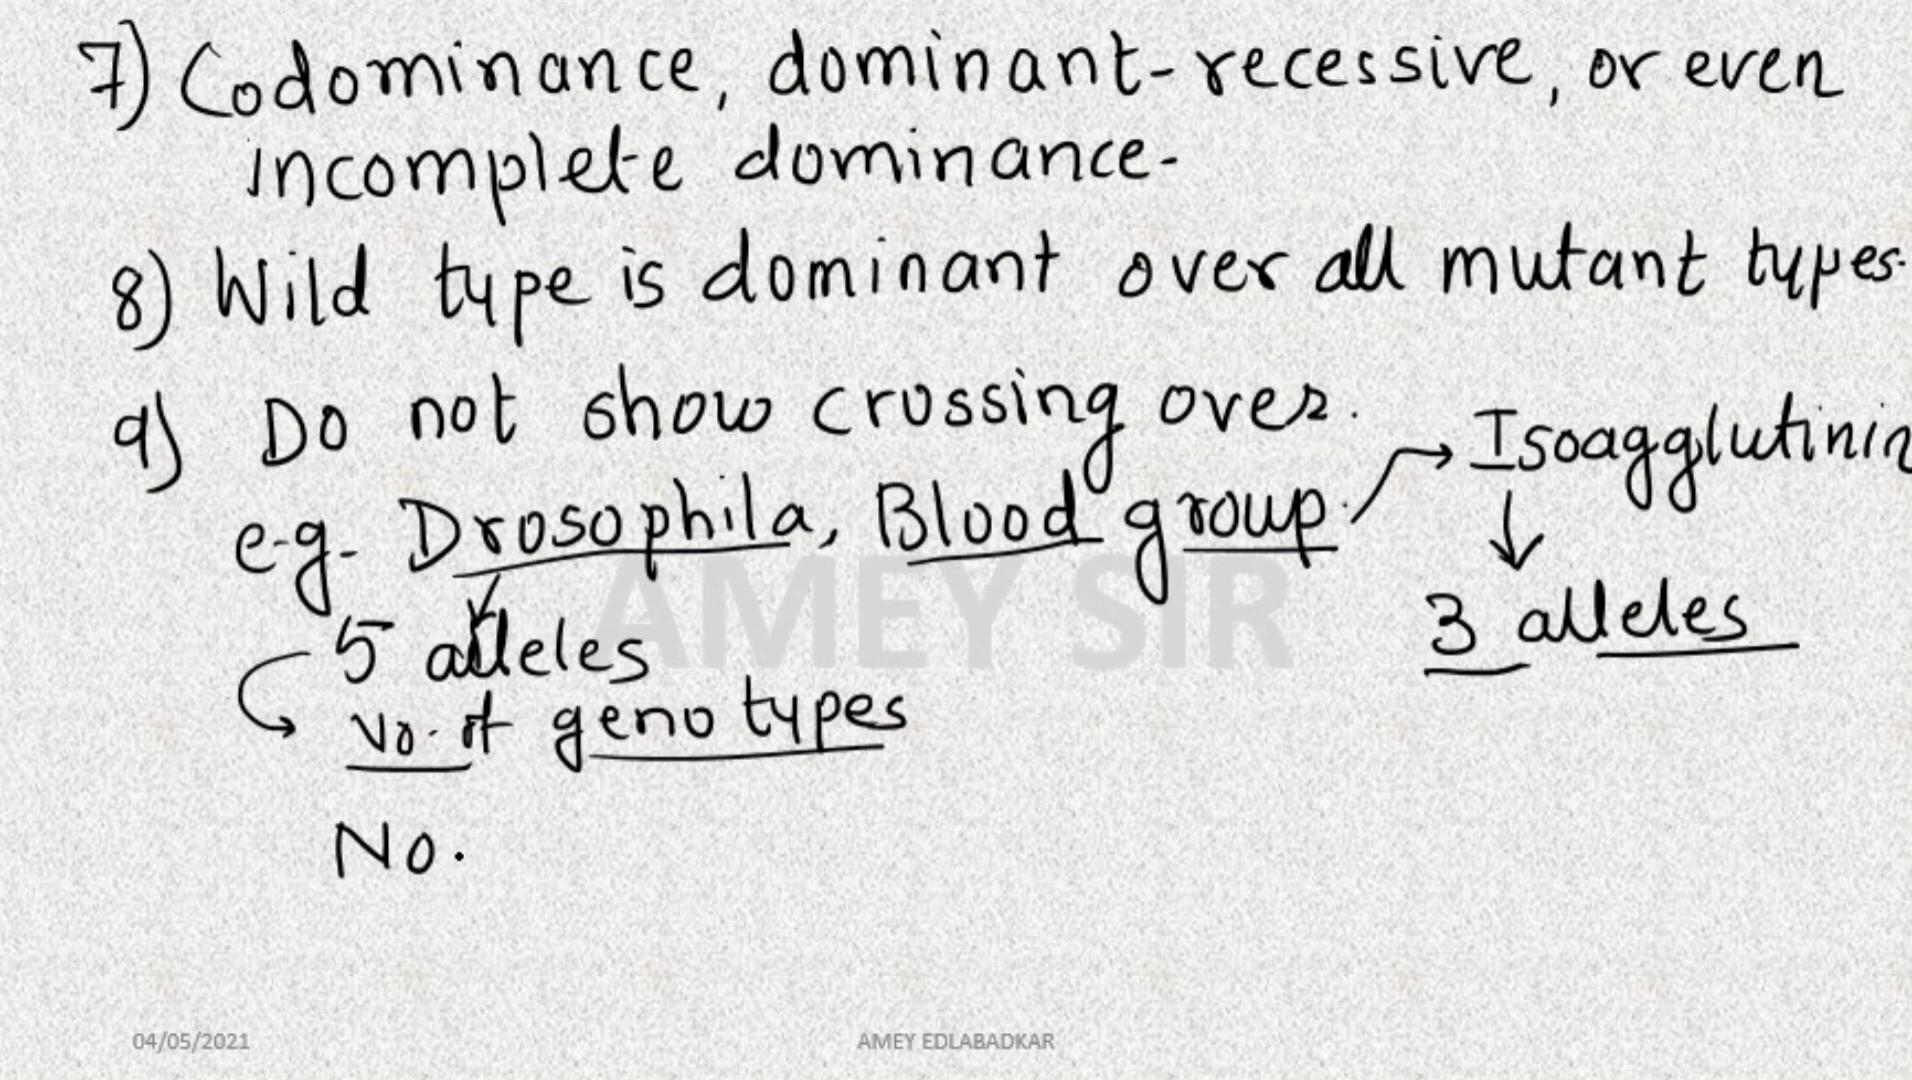 7) Codominance, dominant-recessive, or even
incomplete dominance.
8) Wild type is dominant over all mutant types.
9) Do not show crossing over.
e.g. Drosophila, Blood group. → Isoagglutinin
5 alleles
3 alleles
No. of genotypes
No.
AMEY SIR
04/05/2021
AMEY EDLABADKAR